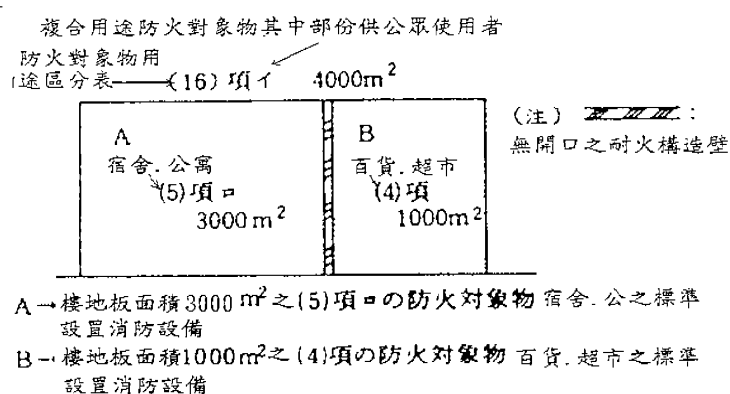 複合用途防火對象物其中部份供公眾使用者
防火對象物用
途區分表→(16)項イ 4000m²
A
宿舍.公寓
(5)項ロ
3000m²
B
百貨.超市
(4)項
1000m²
(注) :
無開口之耐火構造壁
A→樓地板面積3000m²之(5)項ロの防火対象物宿舍.公之標準
設置消防設備
B→樓地板面積1000m²之(4)項の防火対象物百貨.超市之標準
設置消防設備